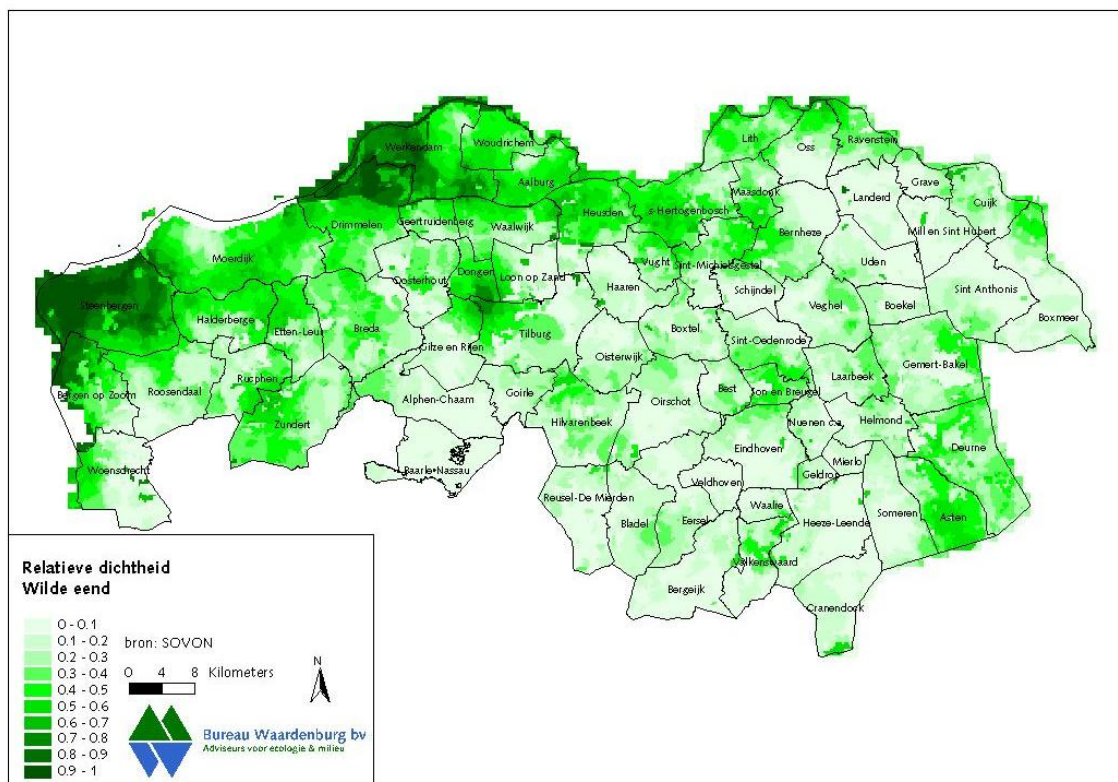 Werkendam
Woudrichem
Aalburg
Lith
Oss
Ravenstein
Maasdonk
Landerd
Grave
Cuijk
Drimmelen
Geertruidenberg
Waalwijk
Heusden
s-Hertogenbosch
Bernheze
Mill en Sint Hubert
Moerdijk
Oosterhout
Dongen
Loon op Zand
Vught
Sint-Michielsgestel
Uden
Haaren
Schijndel
Veghel
Boekel
Sint Anthonis
Boxmeer
Steenbergen
Halderberge
Etten-Leur
Breda
Gilze en Rijen
Tilburg
Boxtel
Sint-Oedenrode
Oisterwijk
Gemert-Bakel
Bergen op Zoom
Roosendaal
Rucphen
Zundert
Alphen-Chaam
Goirle
Hilvarenbeek
Oirschot
Best
Son en Breugel
Laarbeek
Nuenen c.a.
Helmond
Woensdrecht
Baarle-Nassau
Eindhoven
Deurne
Mierlo
Geldrop
Veldhoven
Reusel-De Mierden
Waalre
Bladel
Eersel
Heeze-Leende
Someren
Asten
Valkenswaard
Bergeijk
Cranendonk
Relatieve dichtheid
Wilde eend
0 - 0.1
0.1 - 0.2
0.2 - 0.3
0.3 - 0.4
0.4 - 0.5
0.5 - 0.6
0.6 - 0.7
0.7 - 0.8
0.8 - 0.9
0.9 - 1
bron: SOVON
0 4 8 Kilometers
N
Bureau Waardenburg bv
Adviseurs voor ecologie & milieu